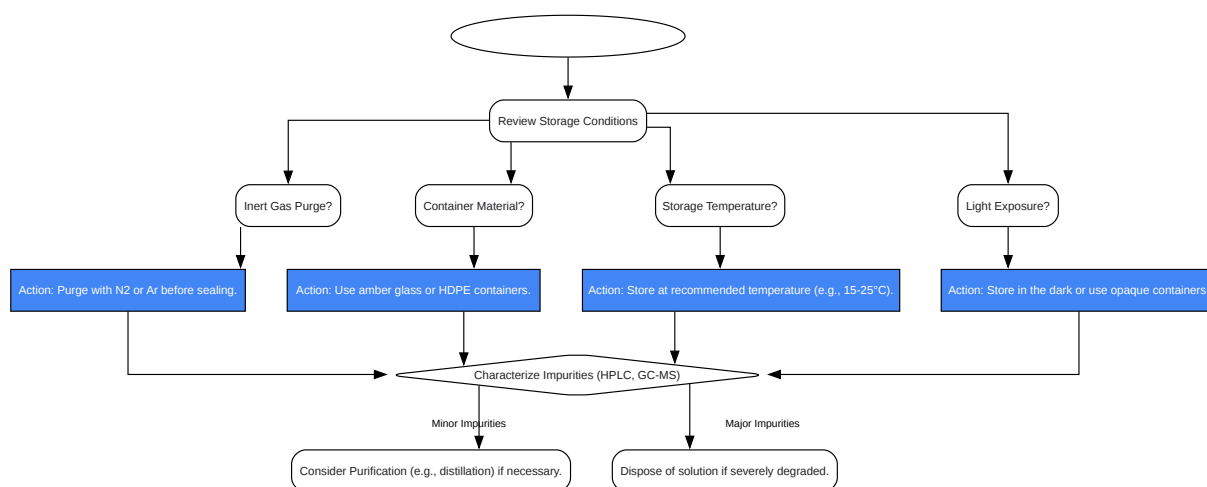 Review Storage Conditions
Inert Gas Purge?
Container Material?
Storage Temperature?
Light Exposure?
Action: Purge with N2 or Ar before sealing.
Action: Use amber glass or HDPE containers.
Action: Store at recommended temperature (e.g., 15-25°C).
Action: Store in the dark or use opaque containers
Characterize Impurities (HPLC, GC-MS)
Minor Impurities
Major Impurities
Consider Purification (e.g., distillation) if necessary.
Dispose of solution if severely degraded.